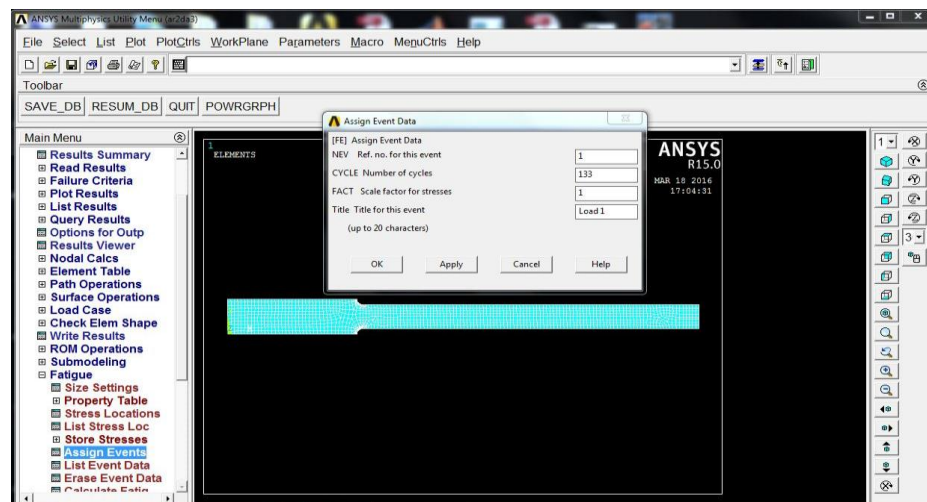 ANSYS Multiphysics Utility Menu (ar2da3)
File Select List Plot PlotCtrls WorkPlane Parameters Macro MenuCtrls Help
Toolbar
SAVE_DB RESUM_DB QUIT POWRGRPH
Main Menu
Results Summary
Read Results
Failure Criteria
Plot Results
List Results
Query Results
Options for Outp
Results Viewer
Nodal Calcs
Element Table
Path Operations
Surface Operations
Load Case
Check Elem Shape
Write Results
ROM Operations
Submodeling
Fatigue
Size Settings
Property Table
Stress Locations
List Stress Loc
Store Stresses
Assign Events
List Event Data
Erase Event Data
Calculate Fatig
1
ELEMENTS
Assign Event Data
[FE] Assign Event Data
NEV Ref. no. for this event 1
CYCLE Number of cycles 133
FACT Scale factor for stresses 1
Title Title for this event Load 1
(up to 20 characters)
OK Apply Cancel Help
ANSYS
R15.0
MAR 18 2016
17:04:31
1
3